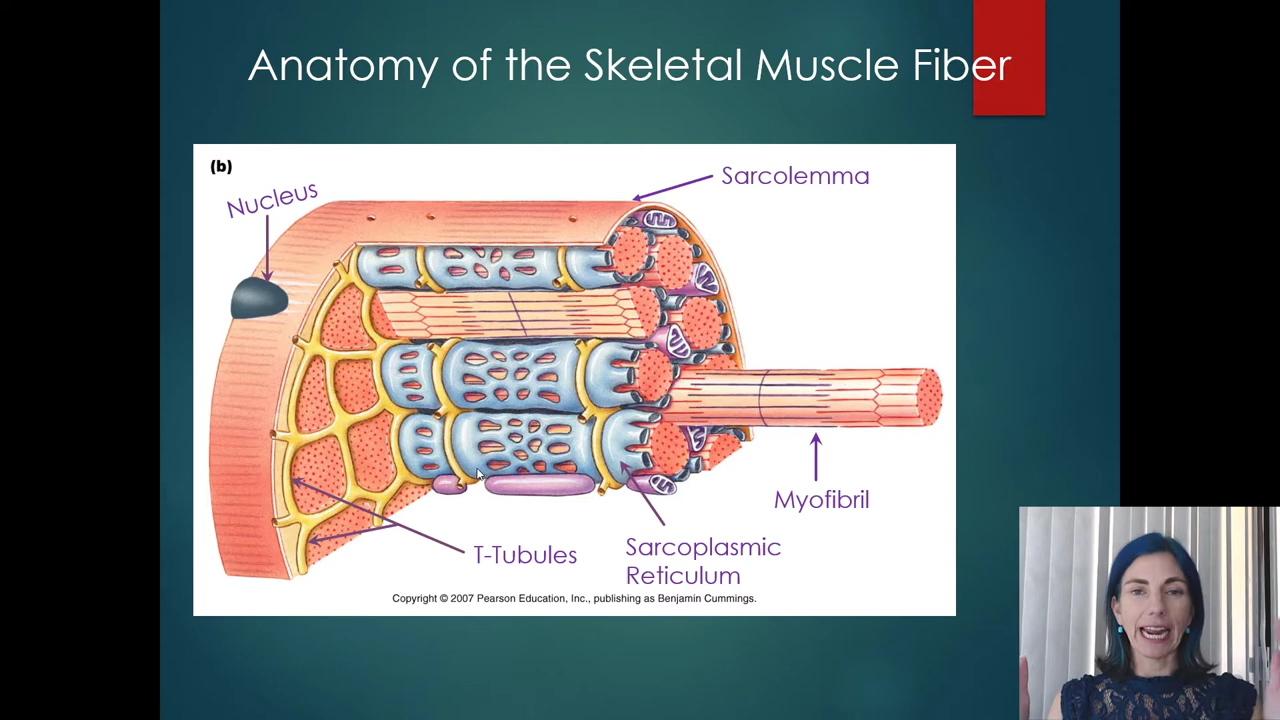 Anatomy of the Skeletal Muscle Fiber
(b)
Nucleus
Sarcolemma
Myofibril
T-Tubules
Sarcoplasmic
Reticulum
Copyright © 2007 Pearson Education, Inc., publishing as Benjamin Cummings.